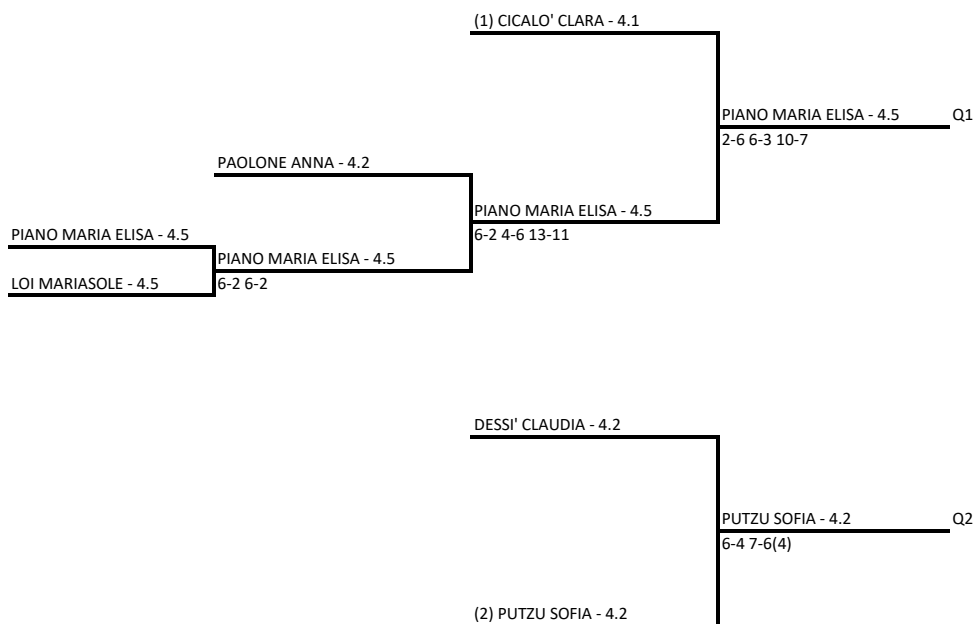 (1) CICALO' CLARA - 4.1
PIANO MARIA ELISA - 4.5 Q1
2-6 6-3 10-7
PAOLONE ANNA - 4.2
PIANO MARIA ELISA - 4.5
6-2 4-6 13-11
PIANO MARIA ELISA - 4.5
PIANO MARIA ELISA - 4.5
LOI MARIASOLE - 4.5
6-2 6-2
DESSI' CLAUDIA - 4.2
PUTZU SOFIA - 4.2 Q2
6-4 7-6(4)
(2) PUTZU SOFIA - 4.2